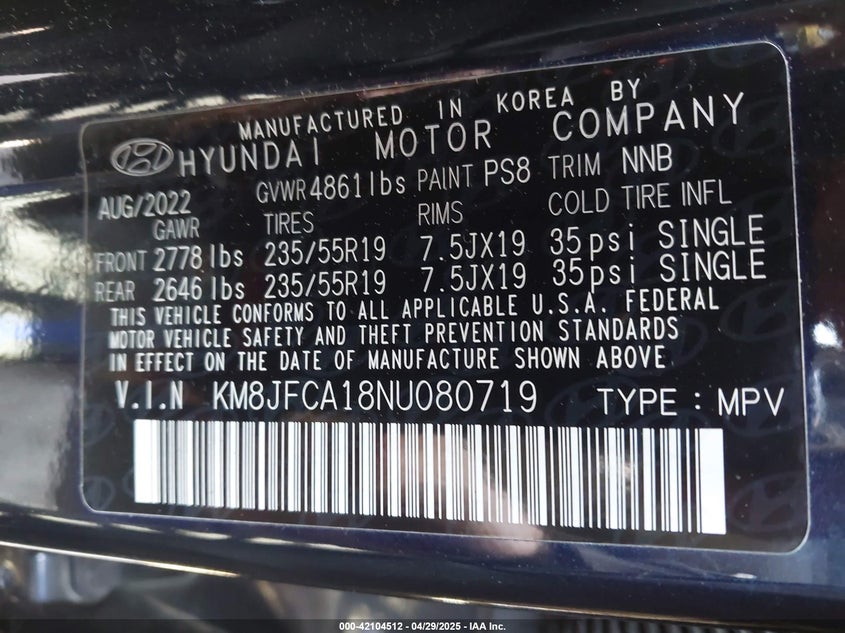 MANUFACTURED IN KOREA BY
HYUNDAI MOTOR COMPANY
AUG/2022 GVWR 4861lbs PAINT PS8 TRIM NNB
GAWR TIRES RIMS COLD TIRE INFL
FRONT 2778 lbs 235/55R19 7.5JX19 35psi SINGLE
REAR 2646 lbs 235/55R19 7.5JX19 35psi SINGLE
THIS VEHICLE CONFORMS TO ALL APPLICABLE U.S.A. FEDERAL
MOTOR VEHICLE SAFETY AND THEFT PREVENTION STANDARDS
IN EFFECT ON THE DATE OF MANUFACTURE SHOWN ABOVE.
V.I.N KM8JFCA18NU080719 TYPE : MPV
000-42104512 - 04/29/2025 - IAA Inc.